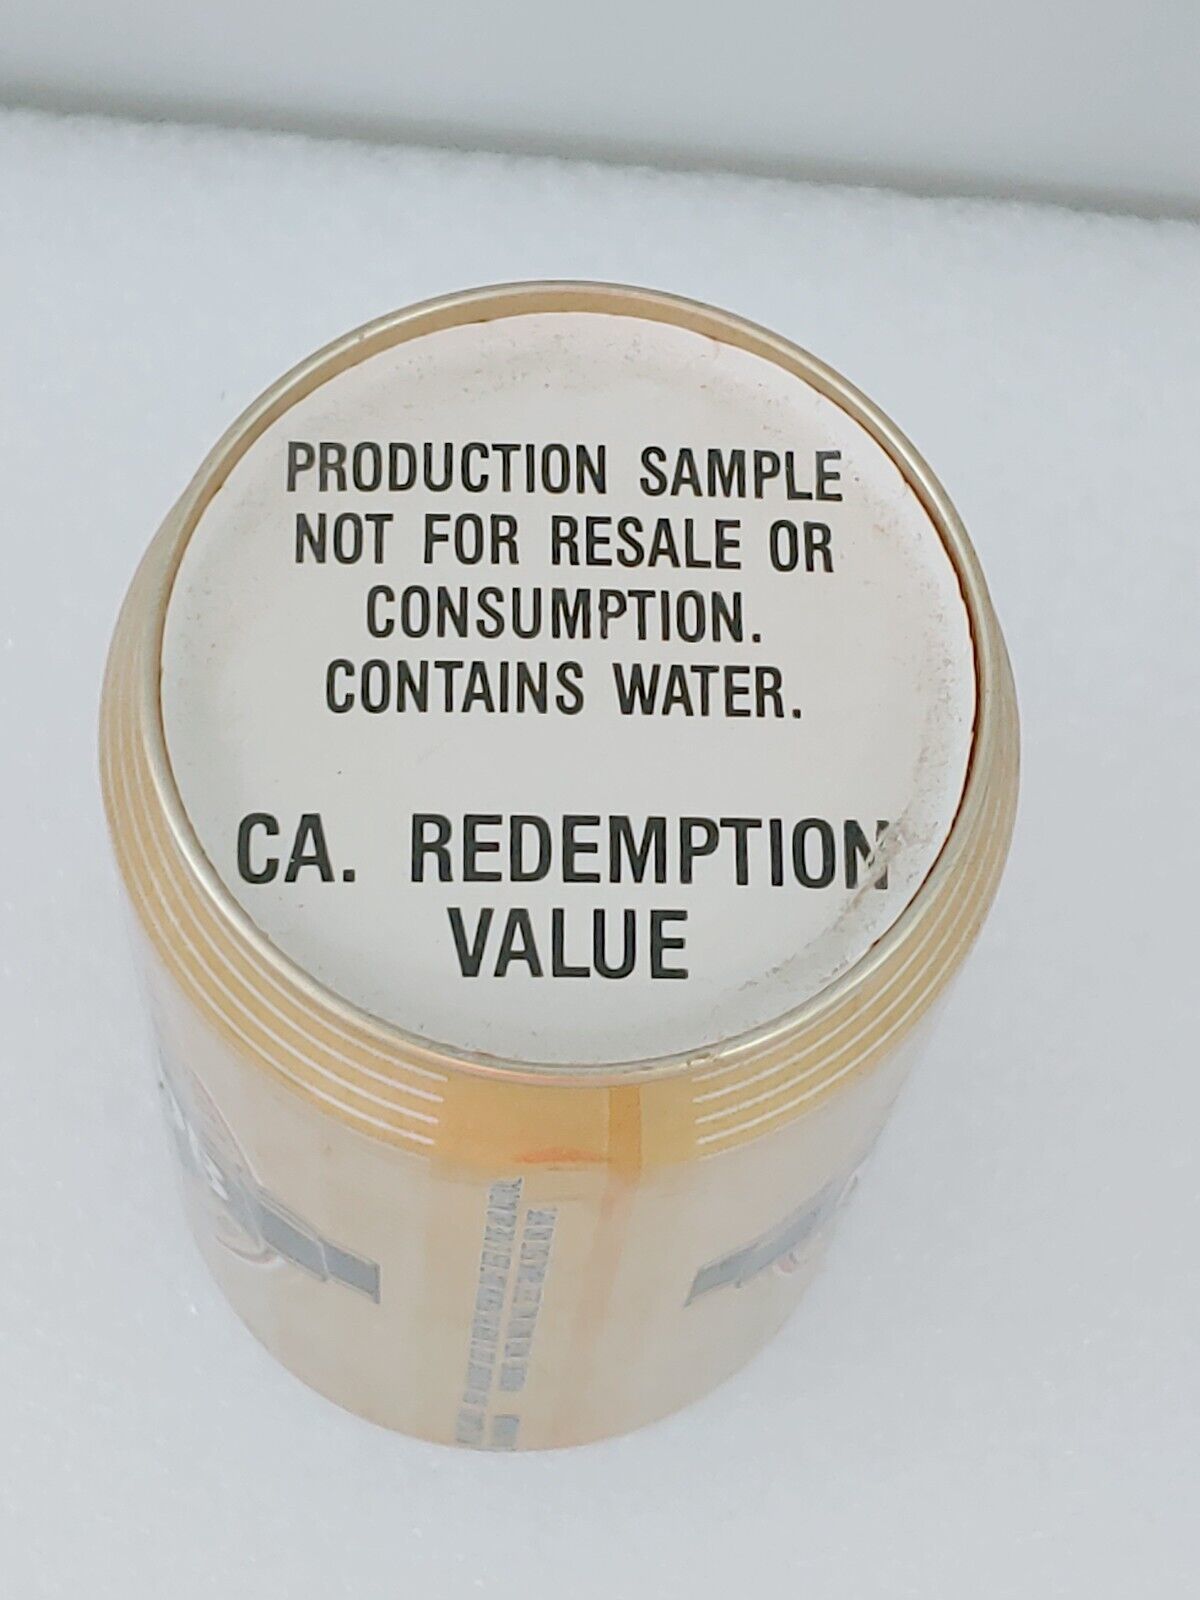 PRODUCTION SAMPLE
NOT FOR RESALE OR
CONSUMPTION.
CONTAINS WATER.
CA. REDEMPTION
VALUE